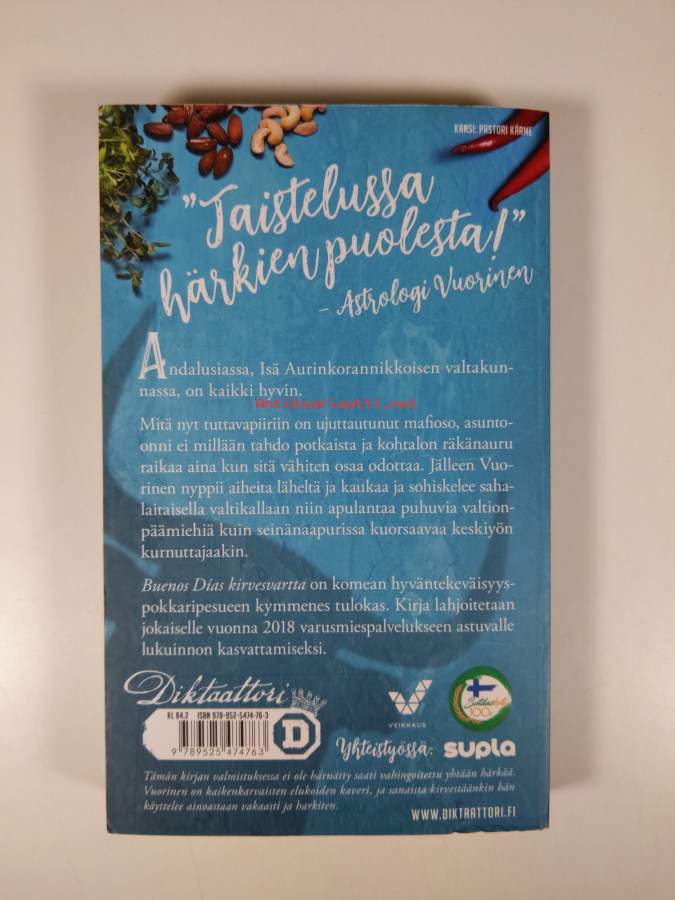 KANSI: PASTORI KÄRME
"Taistelussa
härkien puolesta!"
– Astrologi Vuorinen
Andalusiassa, Isä Aurinkorannikkoisen valtakun-
nassa, on kaikki hyvin.
Antikvariaatti.net
Mitä nyt tuttavapiiriin on ujuttautunut mafioso, asunto-
onni ei millään tahdo potkaista ja kohtalon räkänauru
raikaa aina kun sitä vähiten osaa odottaa. Jälleen Vuo-
rinen nyppii aiheita läheltä ja kaukaa ja sohiskelee saha-
laitaisella valtikallaan niin apulantaa puhuvia valtion-
päämiehiä kuin seinänaapurissa kuorsaavaa keskiyön
kurnuttajaakin.
Buenos Días kirvesvartta on komean hyväntekeväisyys-
pokkaripesueen kymmenes tulokas. Kirja lahjoitetaan
jokaiselle vuonna 2018 varusmiespalvelukseen astuvalle
lukuinnon kasvattamiseksi.
Diktaattori
KL 84.2 ISBN 978-952-5474-76-3
9 789525 474763
D
VEIKKAUS
Sotilaskoti
100v
Yhteistyössä: supla
Tämän kirjan valmistuksessa ei ole härnätty saati vahingoitettu yhtään härkää.
Vuorinen on kaikenkarvaisten elukoiden kaveri, ja sanaista kirvestäänkin hän
käyttelee ainoastaan vakaasti ja harkiten.
WWW.DIKTAATTORI.FI